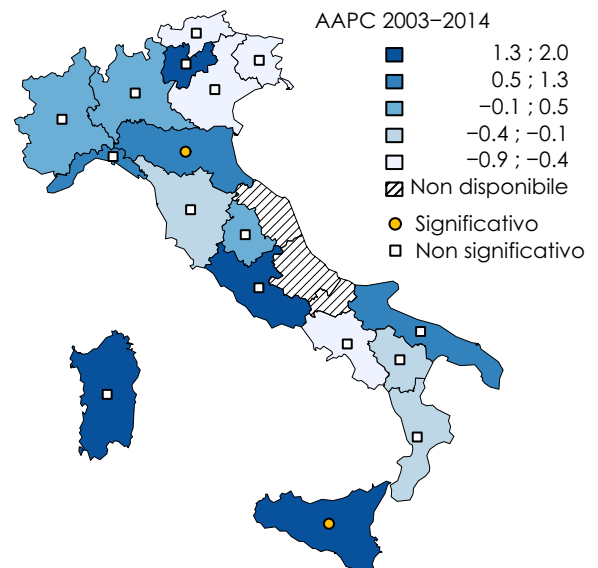 AAPC 2003–2014
1.3 ; 2.0
0.5 ; 1.3
−0.1 ; 0.5
−0.4 ; −0.1
−0.9 ; −0.4
Non disponibile
Significativo
Non significativo